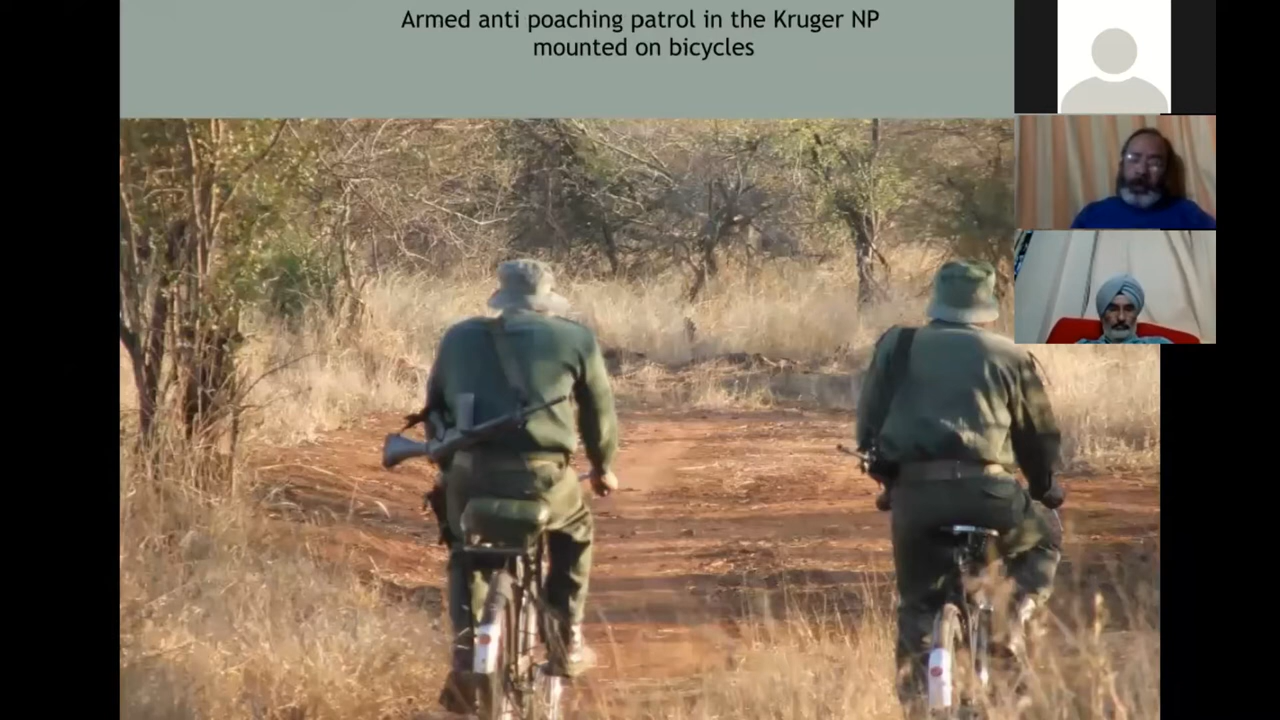 Armed anti poaching patrol in the Kruger NP
mounted on bicycles